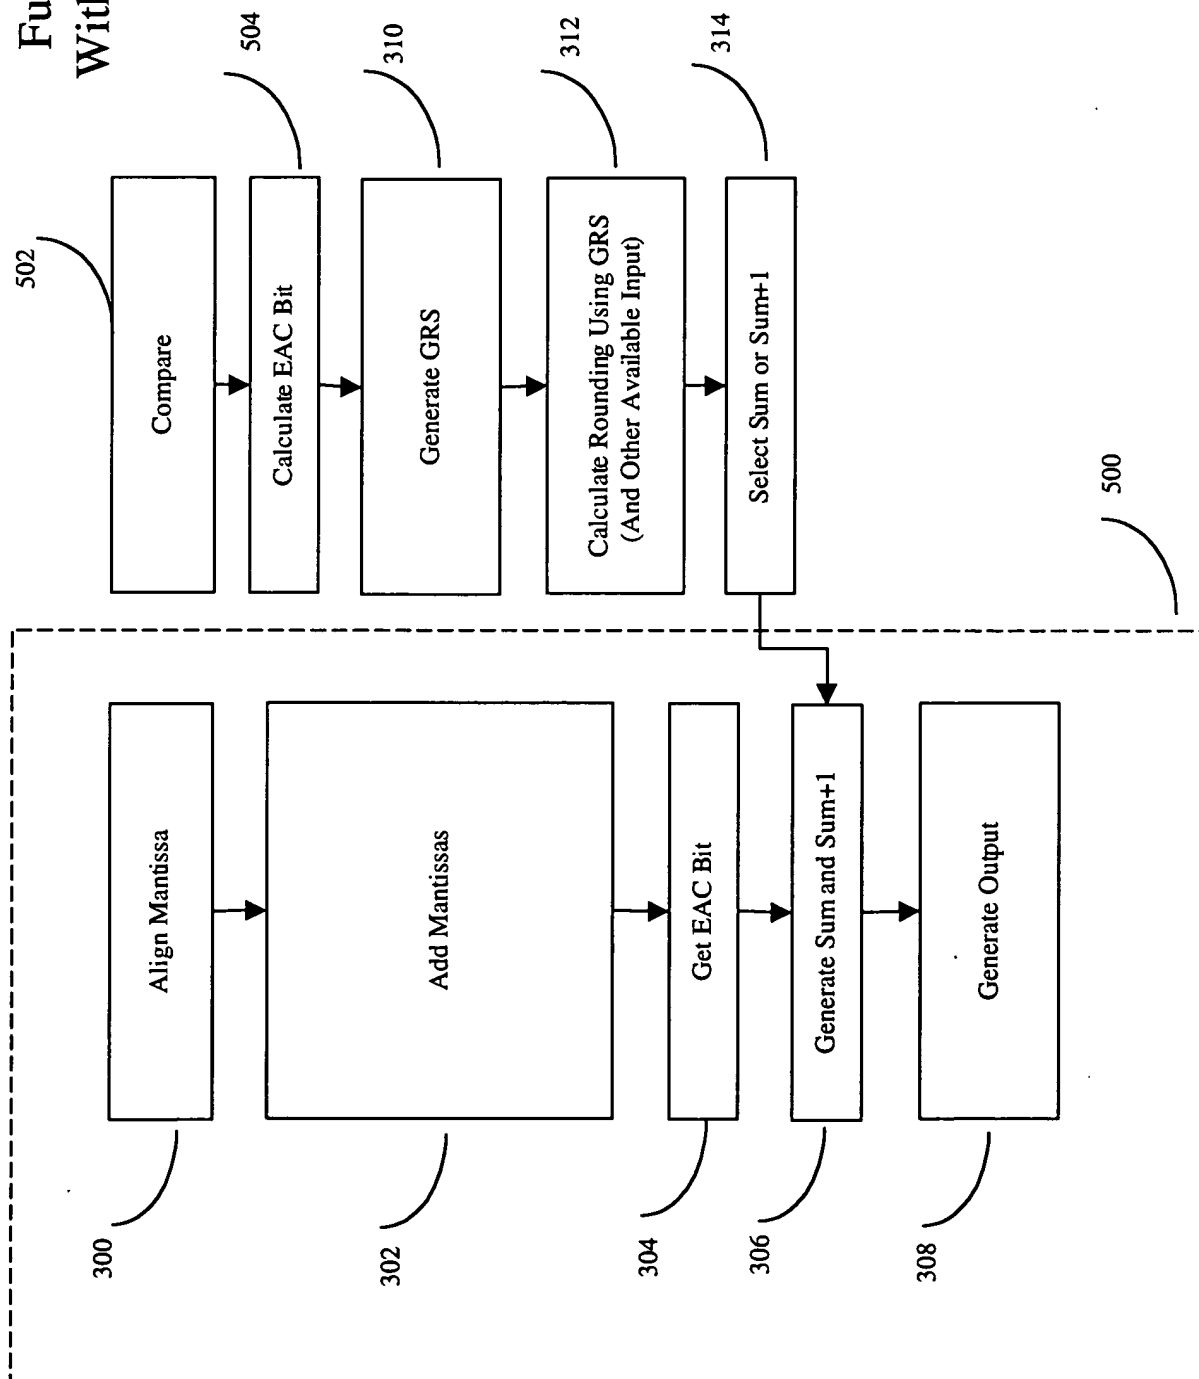 Fu
With
502
Compare
504
Calculate EAC Bit
310
Generate GRS
312
Calculate Rounding Using GRS
(And Other Available Input)
314
Select Sum or Sum+1
500
Align Mantissa
300
Add Mantissas
302
Get EAC Bit
304
Generate Sum and Sum+1
306
Generate Output
308